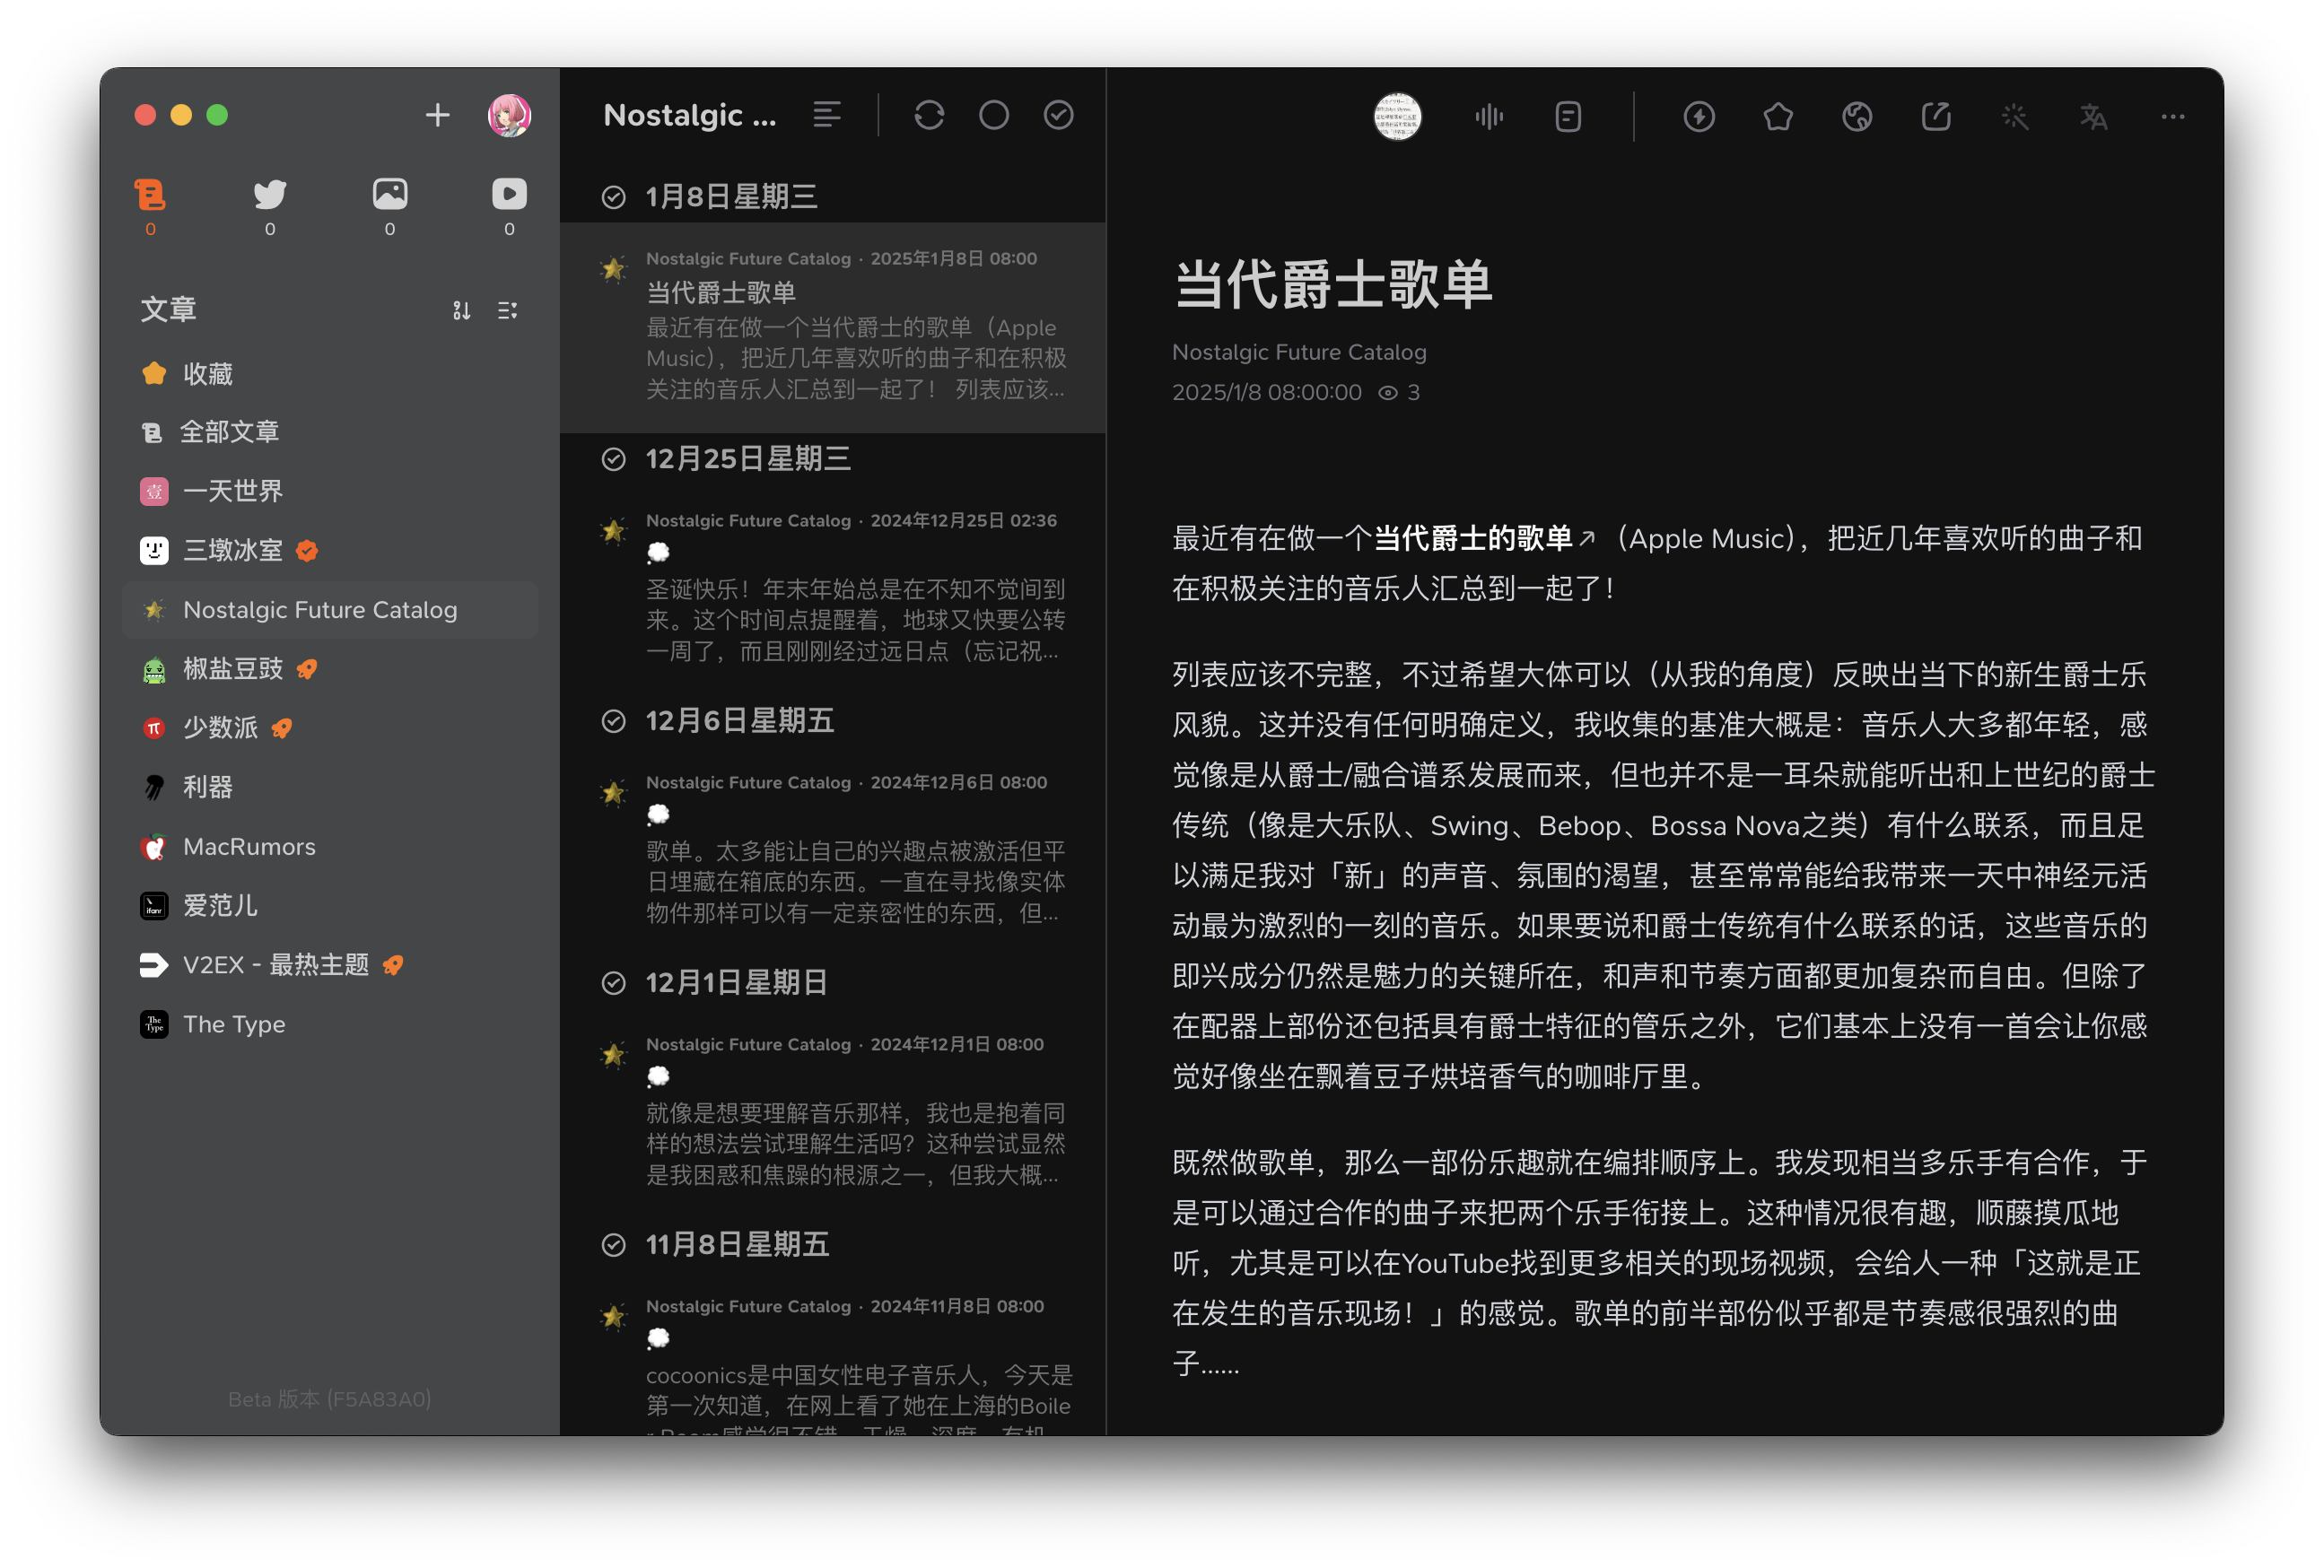 0
0
0
0
文章
收藏
全部文章
壹
一天世界
三墩冰室
Nostalgic Future Catalog
椒盐豆豉
π
少数派
利器
MacRumors
ifanr
爱范儿
V2EX - 最热主题
The
Type
The Type
Beta 版本 (F5A83A0)
Nostalgic ...
1月8日星期三
Nostalgic Future Catalog · 2025年1月8日 08:00
当代爵士歌单
最近有在做一个当代爵士的歌单（Apple
Music），把近几年喜欢听的曲子和在积极
关注的音乐人汇总到一起了！ 列表应该...
12月25日星期三
Nostalgic Future Catalog · 2024年12月25日 02:36
💭
圣诞快乐！年末年始总是在不知不觉间到
来。这个时间点提醒着，地球又快要公转
一周了，而且刚刚经过远日点（忘记祝...
12月6日星期五
Nostalgic Future Catalog · 2024年12月6日 08:00
💭
歌单。太多能让自己的兴趣点被激活但平
日埋藏在箱底的东西。一直在寻找像实体
物件那样可以有一定亲密性的东西，但...
12月1日星期日
Nostalgic Future Catalog · 2024年12月1日 08:00
💭
就像是想要理解音乐那样，我也是抱着同
样的想法尝试理解生活吗？这种尝试显然
是我困惑和焦躁的根源之一，但我大概...
11月8日星期五
Nostalgic Future Catalog · 2024年11月8日 08:00
💭
cocoonics是中国女性电子音乐人，今天是
第一次知道，在网上看了她在上海的Boile
r Room感觉很不错，干燥、深度、有机
当代爵士歌单
Nostalgic Future Catalog
2025/1/8 08:00:00 3
最近有在做一个当代爵士的歌单↗（Apple Music），把近几年喜欢听的曲子和
在积极关注的音乐人汇总到一起了！
列表应该不完整，不过希望大体可以（从我的角度）反映出当下的新生爵士乐
风貌。这并没有任何明确定义，我收集的基准大概是：音乐人大多都年轻，感
觉像是从爵士/融合谱系发展而来，但也并不是一耳朵就能听出和上世纪的爵士
传统（像是大乐队、Swing、Bebop、Bossa Nova之类）有什么联系，而且足
以满足我对「新」的声音、氛围的渴望，甚至常常能给我带来一天中神经元活
动最为激烈的一刻的音乐。如果要说和爵士传统有什么联系的话，这些音乐的
即兴成分仍然是魅力的关键所在，和声和节奏方面都更加复杂而自由。但除了
在配器上部份还包括具有爵士特征的管乐之外，它们基本上没有一首会让你感
觉好像坐在飘着豆子烘培香气的咖啡厅里。
既然做歌单，那么一部份乐趣就在编排顺序上。我发现相当多乐手有合作，于
是可以通过合作的曲子来把两个乐手衔接上。这种情况很有趣，顺藤摸瓜地
听，尤其是可以在YouTube找到更多相关的现场视频，会给人一种「这就是正
在发生的音乐现场！」的感觉。歌单的前半部份似乎都是节奏感很强烈的曲
子......